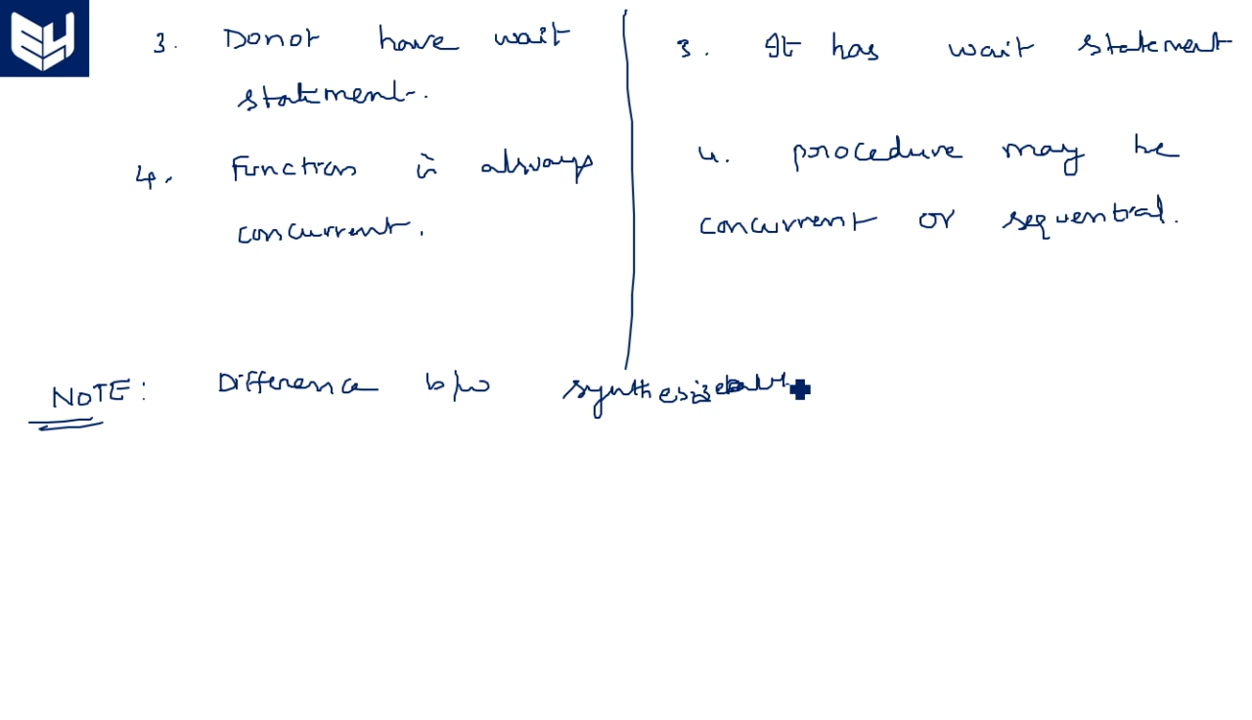 3. Donot have wait
statement.
4. Function is always
concurrent.
3. It has wait statement
4. procedure may be
concurrent or sequential.
NOTE: Difference b/w